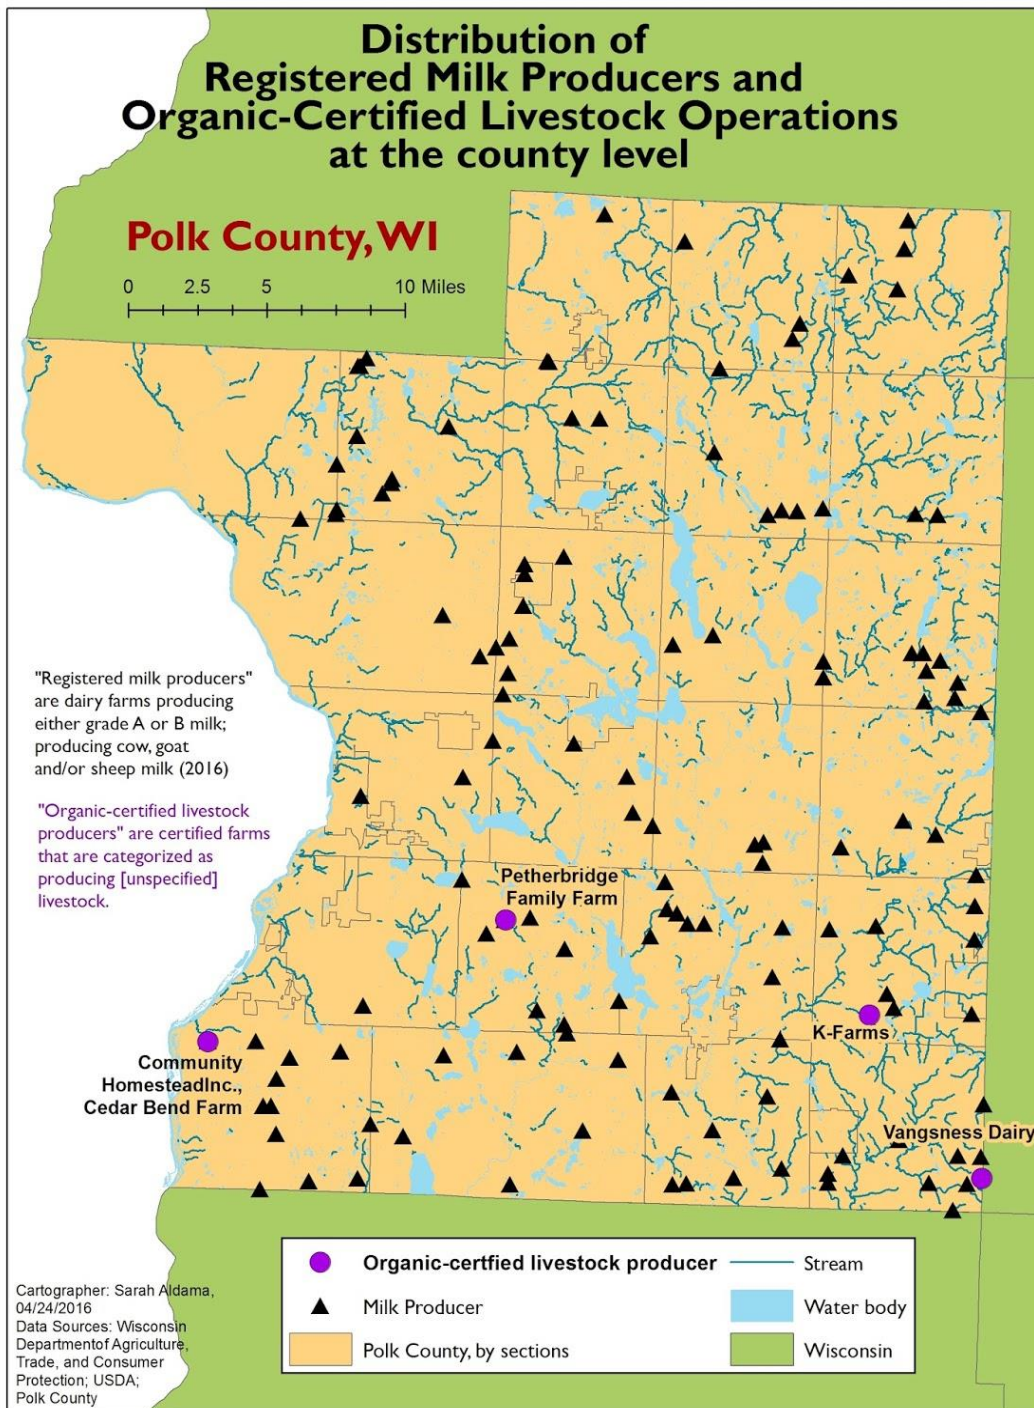 Distribution of
Registered Milk Producers and
Organic-Certified Livestock Operations
at the county level
Polk County, WI
0 2.5 5 10 Miles
"Registered milk producers"
are dairy farms producing
either grade A or B milk;
producing cow, goat
and/or sheep milk (2016)
"Organic-certified livestock
producers" are certified farms
that are categorized as
producing [unspecified]
livestock.
Petherbridge
Family Farm
K-Farms
Community
HomesteadInc.,
Cedar Bend Farm
Vangsness Dairy
Organic-certfied livestock producer
Milk Producer
Polk County, by sections
Stream
Water body
Wisconsin
Cartographer: Sarah Aldama,
04/24/2016
Data Sources: Wisconsin
Departmentof Agriculture,
Trade, and Consumer
Protection; USDA;
Polk County